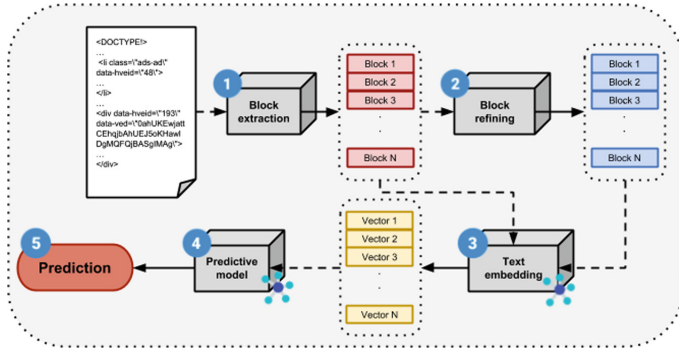 <DOCTYPE!>
...
<li class=\"ads-ad\"
data-hveid=\"48\">
...
</li>
...
<div data-hveid=\"193\"
data-ved=\"0ahUKEwjatt
CEhqjbAhUEJ5oKHawI
DgMQFQjBASgIMAg\">
...
</div>
1
Block
extraction
Block 1
Block 2
Block 3
.
.
Block N
2
Block
refining
Block 1
Block 2
Block 3
.
.
Block N
5
Prediction
4
Predictive
model
Vector 1
Vector 2
Vector 3
.
.
Vector N
3
Text
embedding